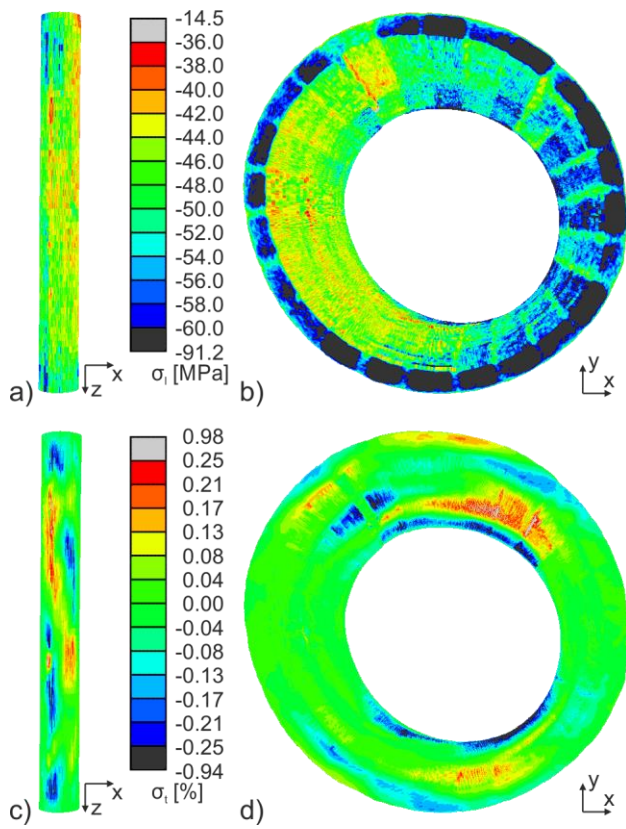 -14.5
-36.0
-38.0
-40.0
-42.0
-44.0
-46.0
-48.0
-50.0
-52.0
-54.0
-56.0
-58.0
-60.0
-91.2
σₗ [MPa]
x
z
a)
y
x
b)
0.98
0.25
0.21
0.17
0.13
0.08
0.04
0.00
-0.04
-0.08
-0.13
-0.17
-0.21
-0.25
-0.94
σₜ [%]
x
z
c)
y
x
d)